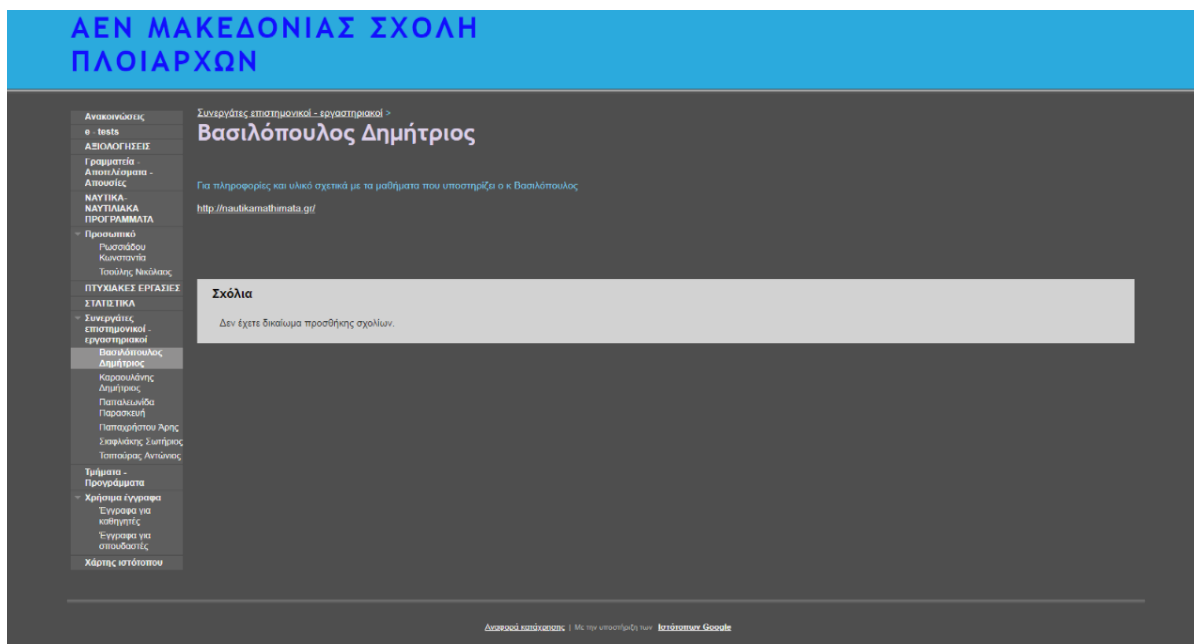 ΑΕΝ ΜΑΚΕΔΟΝΙΑΣ ΣΧΟΛΗ
ΠΛΟΙΑΡΧΩΝ
Ανακοινώσεις
e - tests
ΑΞΙΟΛΟΓΗΣΕΙΣ
Γραμματεία -
Αποτελέσματα -
Απουσίες
ΝΑΥΤΙΚΑ-
ΝΑΥΤΙΛΙΑΚΑ
ΠΡΟΓΡΑΜΜΑΤΑ
Προσωπικό
Ρωσσιάδου
Κωνσταντία
Τσούλης Νικόλαος
ΠΤΥΧΙΑΚΕΣ ΕΡΓΑΣΙΕΣ
ΣΤΑΤΙΣΤΙΚΑ
Συνεργάτες
επιστημονικοί -
εργαστηριακοί
Βασιλόπουλος
Δημήτριος
Καραουλάνης
Δημήτριος
Παπαλεωνίδα
Παρασκευή
Παπαχρήστου Άρης
Σιαφλιάκης Σωτήριος
Τσιτούρας Αντώνιος
Τμήματα -
Προγράμματα
Χρήσιμα έγγραφα
Έγγραφα για
καθηγητές
Έγγραφα για
σπουδαστές
Χάρτης ιστότοπου
Συνεργάτες επιστημονικοί - εργαστηριακοί >
Βασιλόπουλος Δημήτριος
Για πληροφορίες και υλικό σχετικά με τα μαθήματα που υποστηρίζει ο κ Βασιλόπουλος
http://nautikamathimata.gr/
Σχόλια
Δεν έχετε δικαίωμα προσθήκης σχολίων.
Αναφορά κατάχρησης | Με την υποστήριξη των Ιστότοπων Google